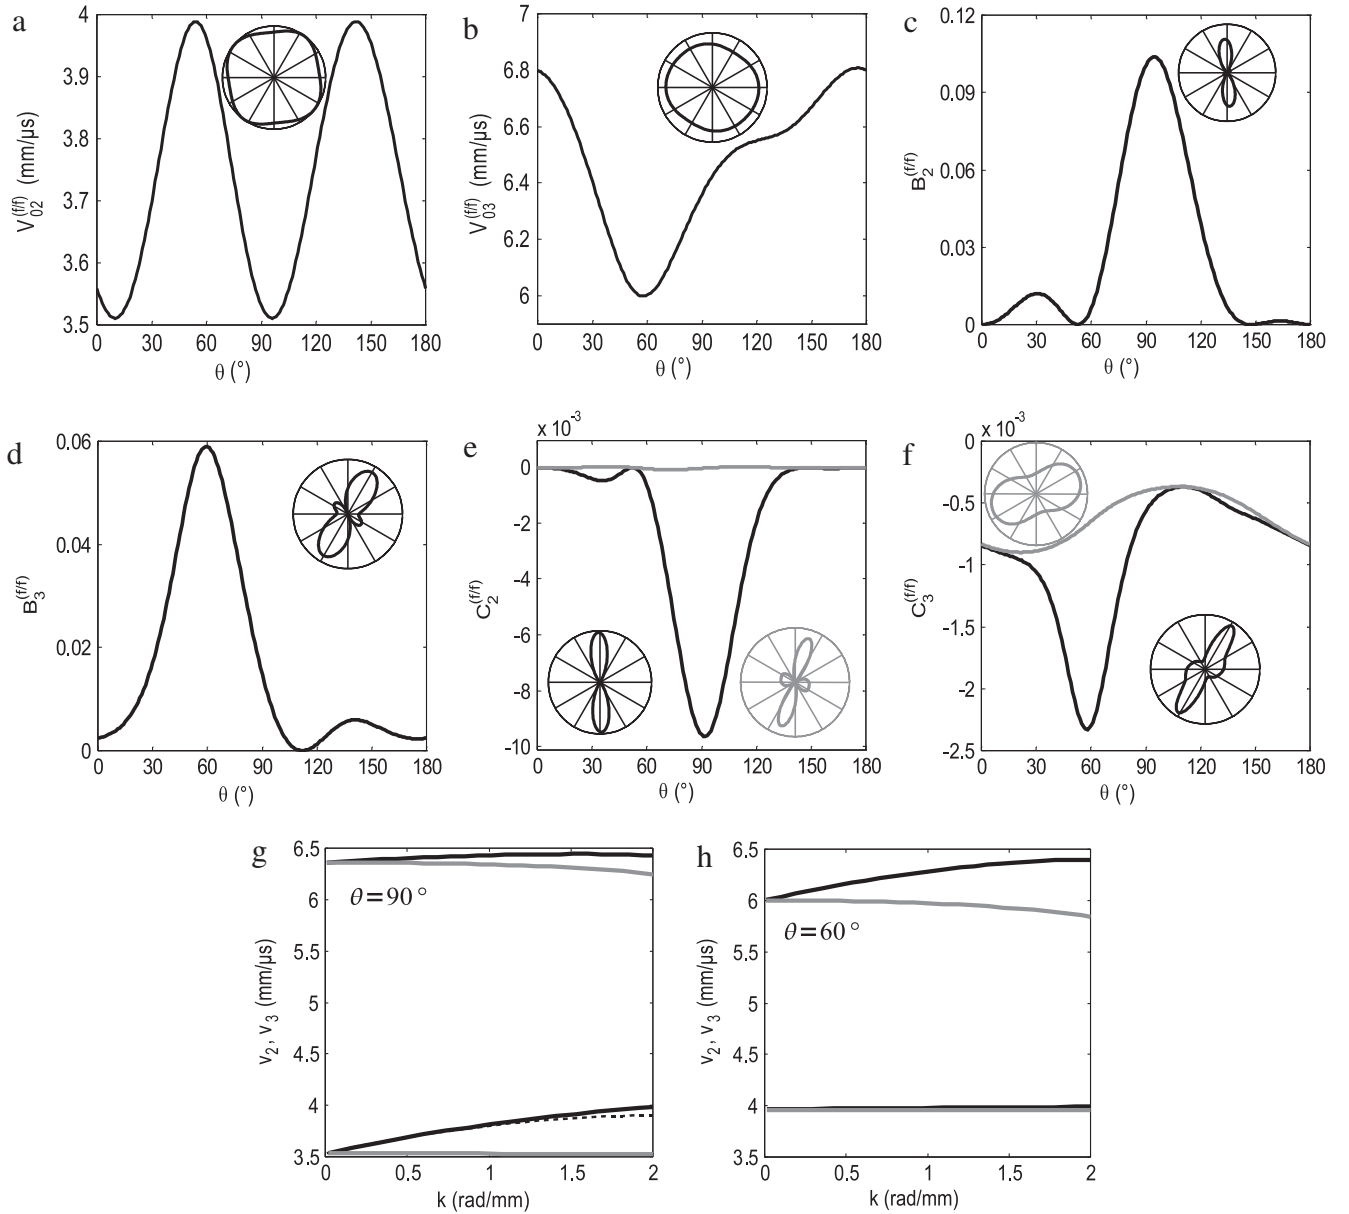 a
4
3.9
3.8
3.7
3.6
3.5
V02(f/f) (mm/µs)
0 30 60 90 120 150 180
θ (°)
b
7
6.8
6.6
6.4
6.2
6
V03(f/f) (mm/µs)
0 30 60 90 120 150 180
θ (°)
c
0.12
0.09
0.06
0.03
0
B2(f/f)
0 30 60 90 120 150 180
θ (°)
d
0.06
0.04
0.02
0
B3(f/f)
0 30 60 90 120 150 180
θ (°)
e
x 10-3
0
-2
-4
-6
-8
-10
C2(f/f)
0 30 60 90 120 150 180
θ (°)
f
x 10-3
0
-0.5
-1
-1.5
-2
-2.5
C3(f/f)
0 30 60 90 120 150 180
θ (°)
g
6.5
6
5.5
5
4.5
4
3.5
v2, v3 (mm/µs)
θ=90°
0 0.5 1 1.5 2
k (rad/mm)
h
6.5
6
5.5
5
4.5
4
3.5
v2, v3 (mm/µs)
θ=60°
0 0.5 1 1.5 2
k (rad/mm)